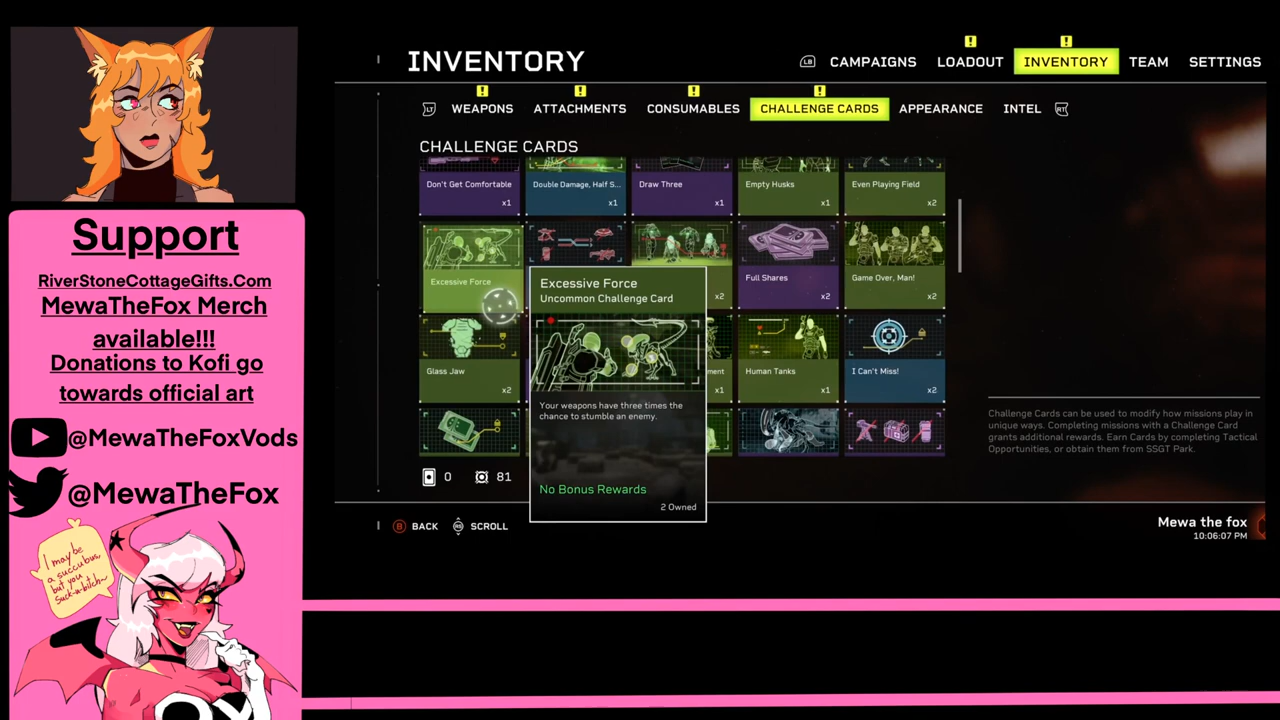 INVENTORY
!
!
LB
CAMPAIGNS
LOADOUT
INVENTORY
TEAM
SETTINGS
!
!
!
!
LT
WEAPONS
ATTACHMENTS
CONSUMABLES
CHALLENGE CARDS
APPEARANCE
INTEL
RT
CHALLENGE CARDS
Don't Get Comfortable
x1
Double Damage, Half S...
x1
Draw Three
x1
Empty Husks
x1
Even Playing Field
x2
Excessive Force
x2
Full Shares
x2
Game Over, Man!
x2
Excessive Force
Uncommon Challenge Card
Your weapons have three times the
chance to stumble an enemy.
No Bonus Rewards
2 Owned
Glass Jaw
x2
ment
x1
Human Tanks
x1
I Can't Miss!
x2
0
81
Challenge Cards can be used to modify how missions play in
unique ways. Completing missions with a Challenge Card
grants additional rewards. Earn Cards by completing Tactical
Opportunities, or obtain them from SSGT Park.
B BACK
RS SCROLL
Mewa the fox
10:06:07 PM
Support
RiverStoneCottageGifts.Com
MewaTheFox Merch
available!!!
Donations to Kofi go
towards official art
@MewaTheFoxVods
@MewaTheFox
I may be
a succubus,
but you
suck-a-bitch~